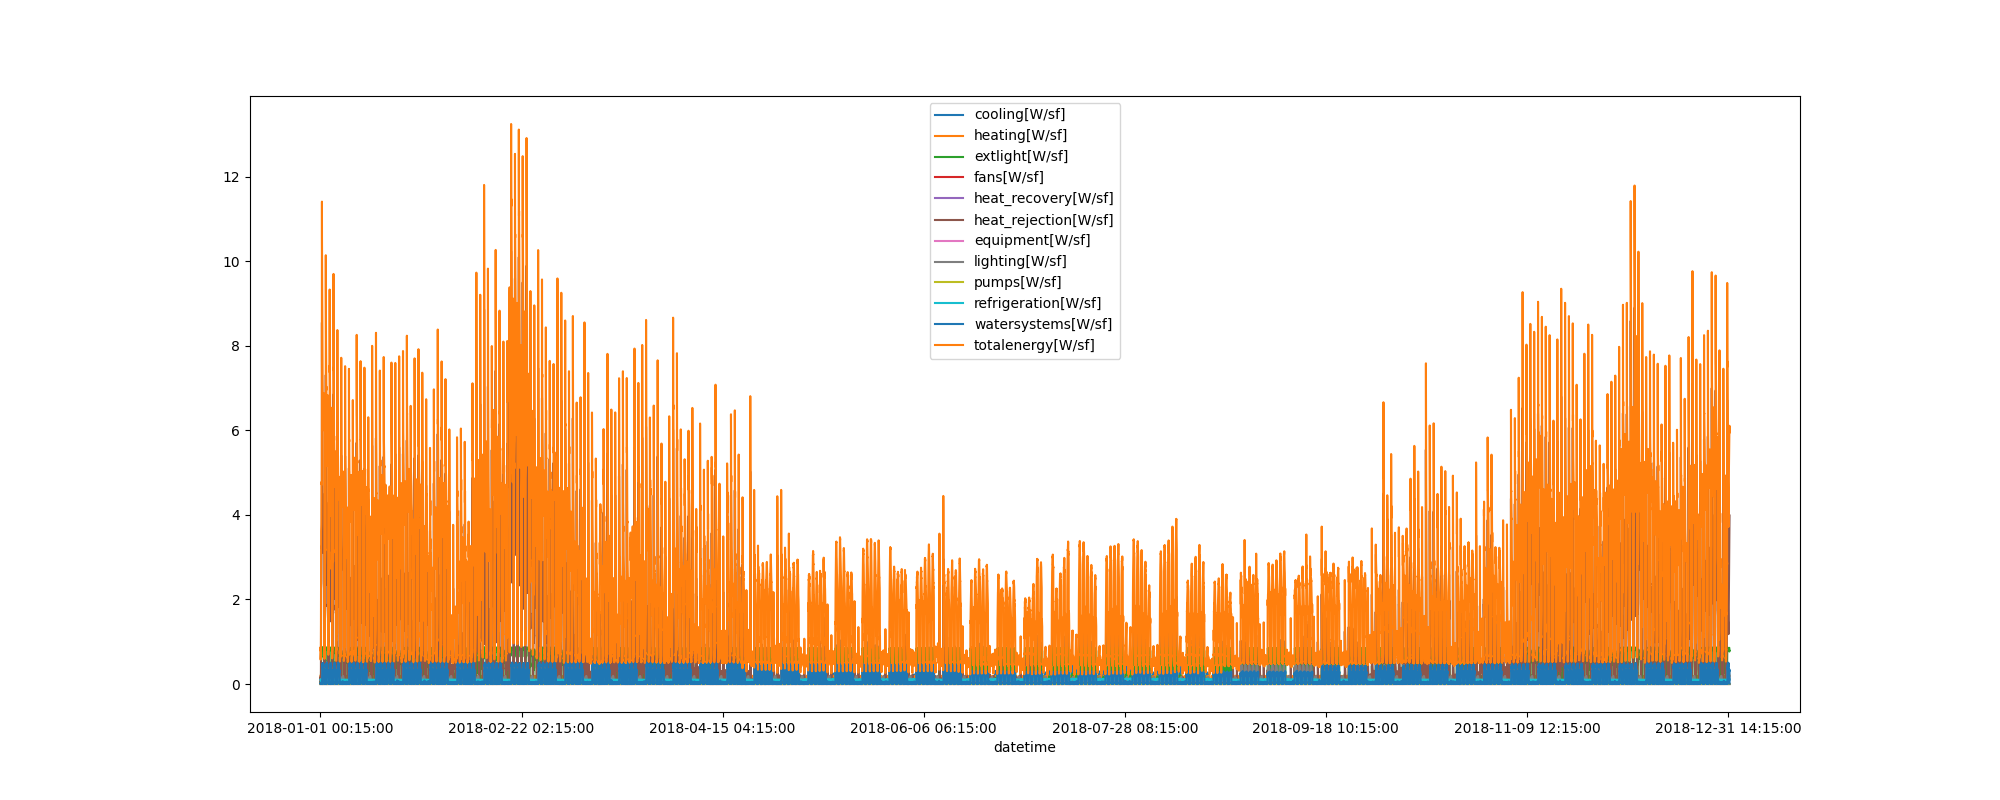 cooling[W/sf]
heating[W/sf]
extlight[W/sf]
fans[W/sf]
heat_recovery[W/sf]
heat_rejection[W/sf]
equipment[W/sf]
lighting[W/sf]
pumps[W/sf]
refrigeration[W/sf]
watersystems[W/sf]
totalenergy[W/sf]
12
10
8
6
4
2
0
2018-01-01 00:15:00 2018-02-22 02:15:00 2018-04-15 04:15:00 2018-06-06 06:15:00 2018-07-28 08:15:00 2018-09-18 10:15:00 2018-11-09 12:15:00 2018-12-31 14:15:00
datetime